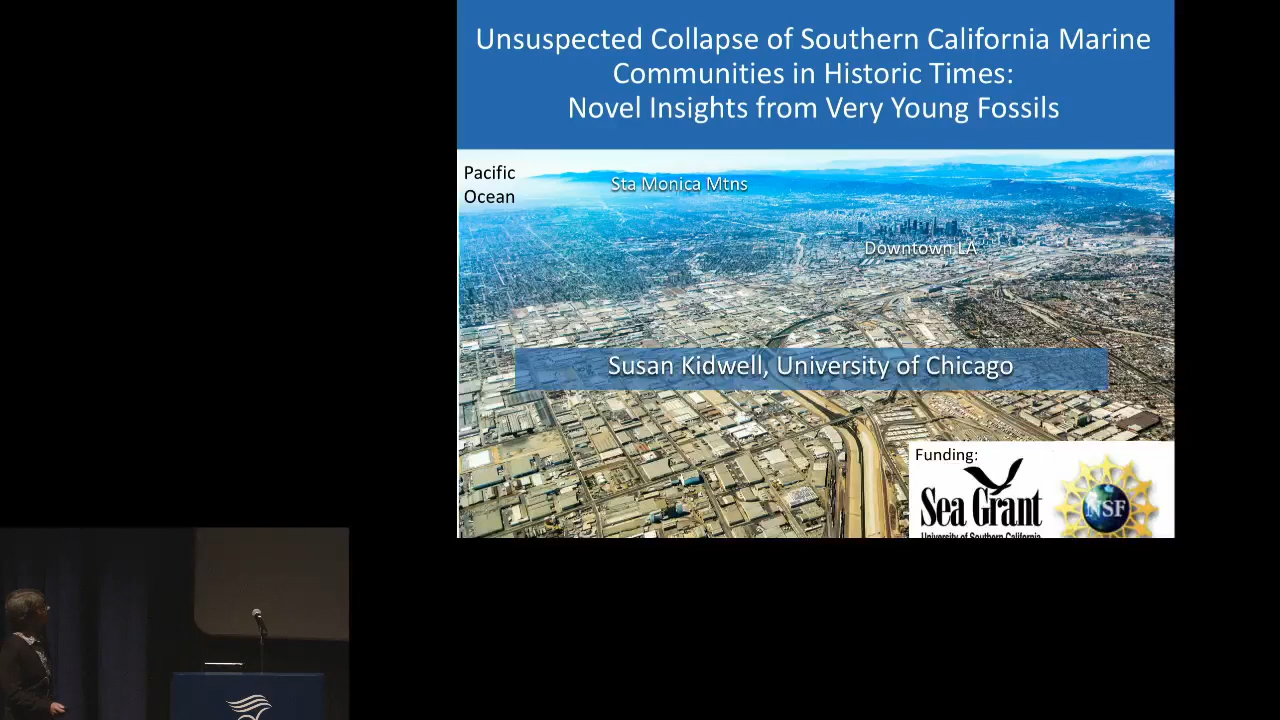 Unsuspected Collapse of Southern California Marine
Communities in Historic Times:
Novel Insights from Very Young Fossils
Pacific
Ocean
Sta Monica Mtns
Downtown LA
Susan Kidwell, University of Chicago
Funding:
Sea Grant
NSF
University of Southern California